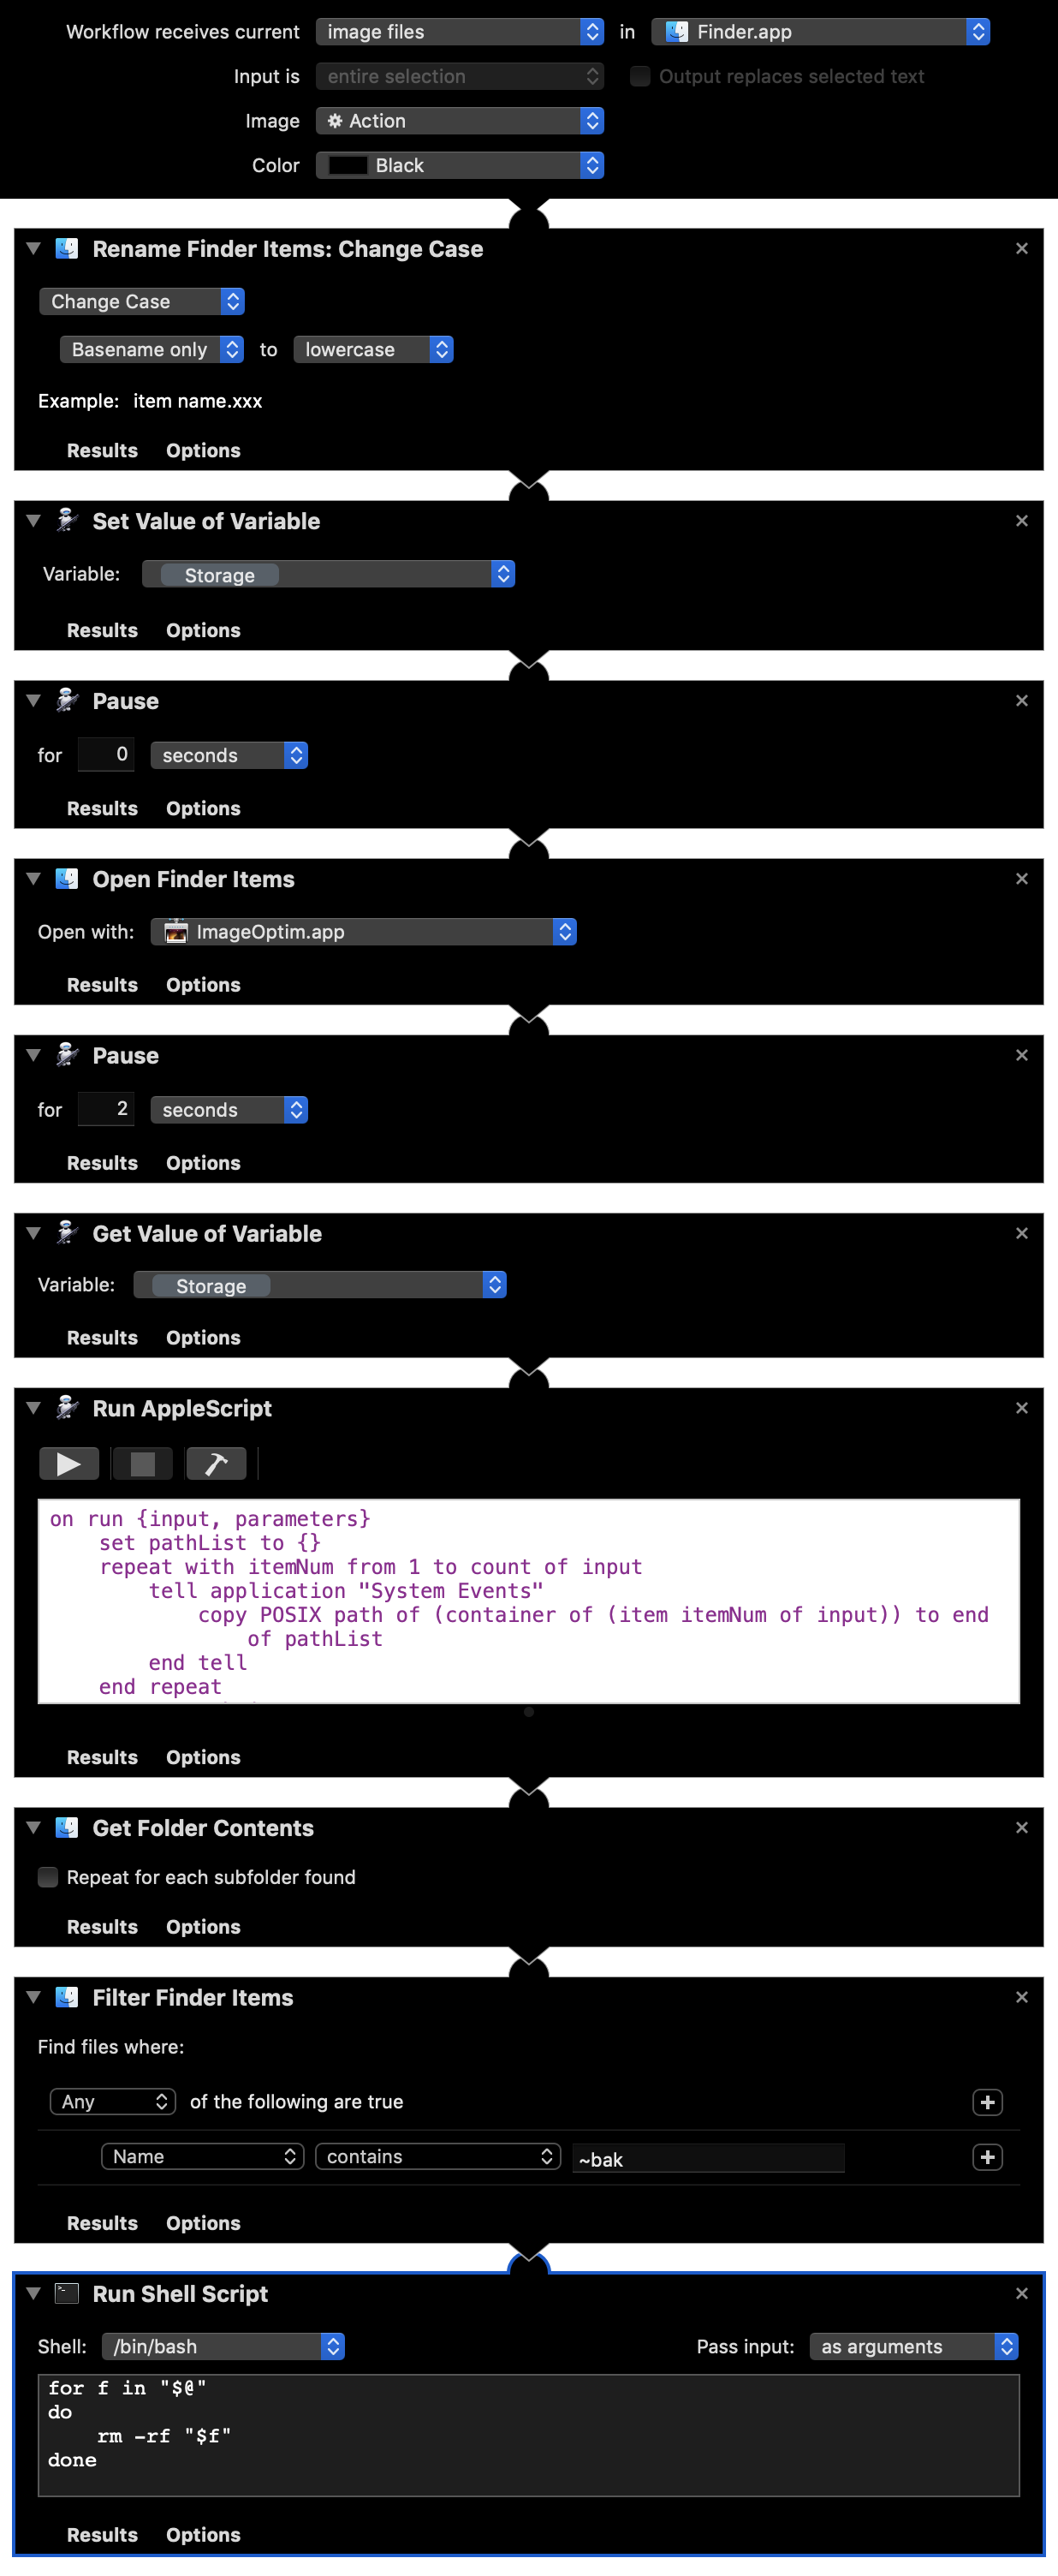 Workflow receives current image files in Finder.app
Input is entire selection Output replaces selected text
Image Action
Color Black
Rename Finder Items: Change Case
Change Case
Basename only to lowercase
Example: item name.xxx
Results Options
Set Value of Variable
Variable: Storage
Results Options
Pause
for 0 seconds
Results Options
Open Finder Items
Open with: ImageOptim.app
Results Options
Pause
for 2 seconds
Results Options
Get Value of Variable
Variable: Storage
Results Options
Run AppleScript
on run {input, parameters}
set pathList to {}
repeat with itemNum from 1 to count of input
tell application "System Events"
copy POSIX path of (container of (item itemNum of input)) to end
of pathList
end tell
end repeat
Results Options
Get Folder Contents
Repeat for each subfolder found
Results Options
Filter Finder Items
Find files where:
Any of the following are true
Name contains ~bak
Results Options
Run Shell Script
Shell: /bin/bash Pass input: as arguments
for f in "$@"
do
rm -rf "$f"
done
Results Options